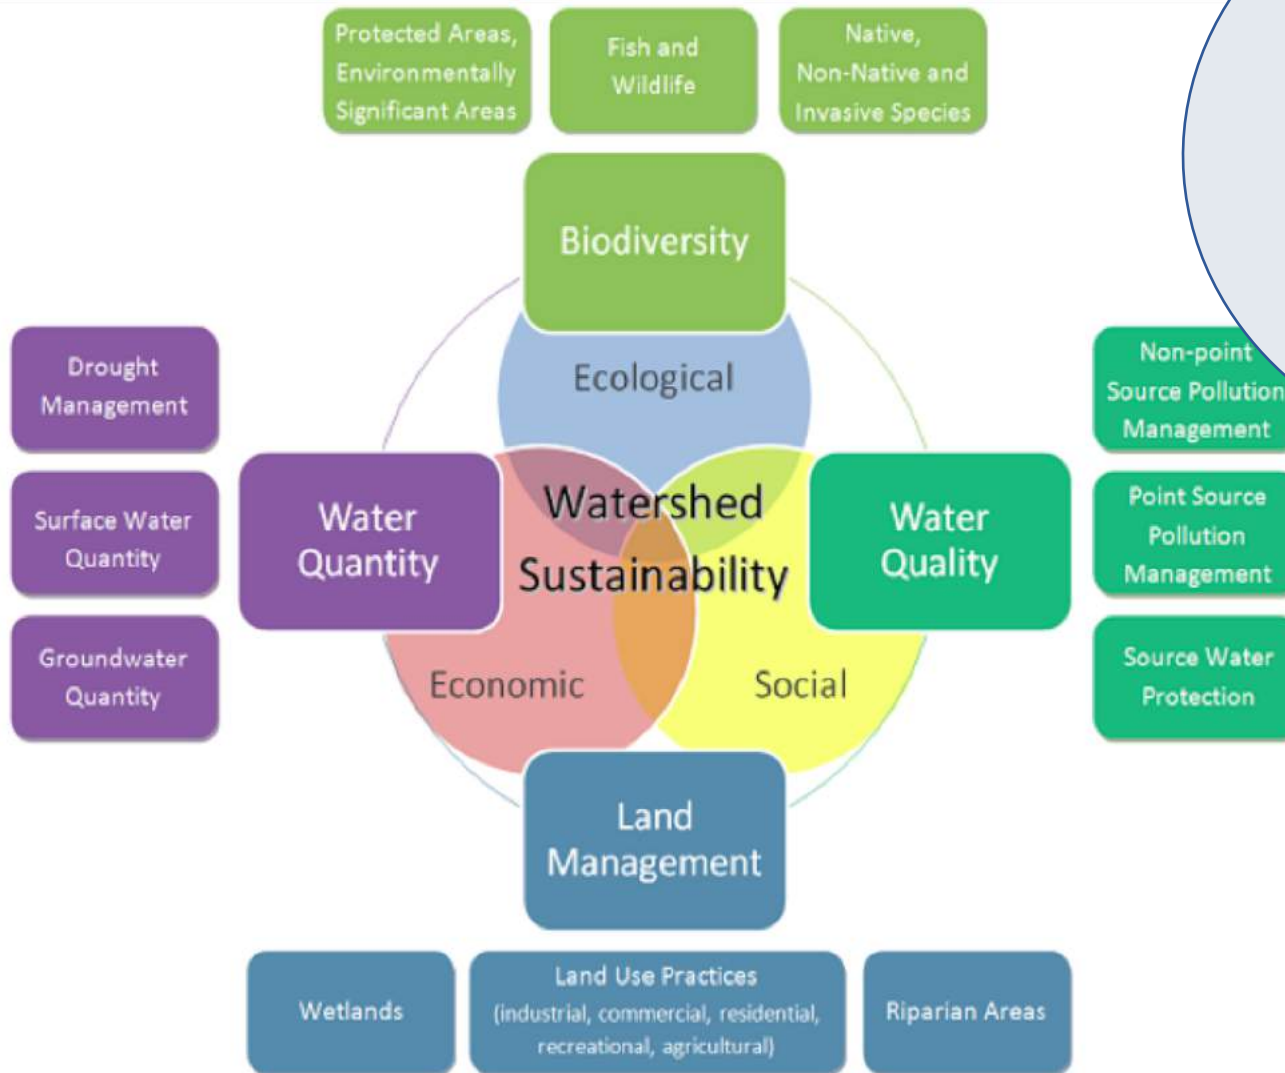 Protected Areas,
Environmentally
Significant Areas
Fish and
Wildlife
Native,
Non-Native and
Invasive Species
Biodiversity
Ecological
Drought
Management
Surface Water
Quantity
Groundwater
Quantity
Water
Quantity
Watershed
Sustainability
Water
Quality
Non-point
Source Pollution
Management
Point Source
Pollution
Management
Source Water
Protection
Economic
Social
Land
Management
Wetlands
Land Use Practices
(industrial, commercial, residential,
recreational, agricultural)
Riparian Areas